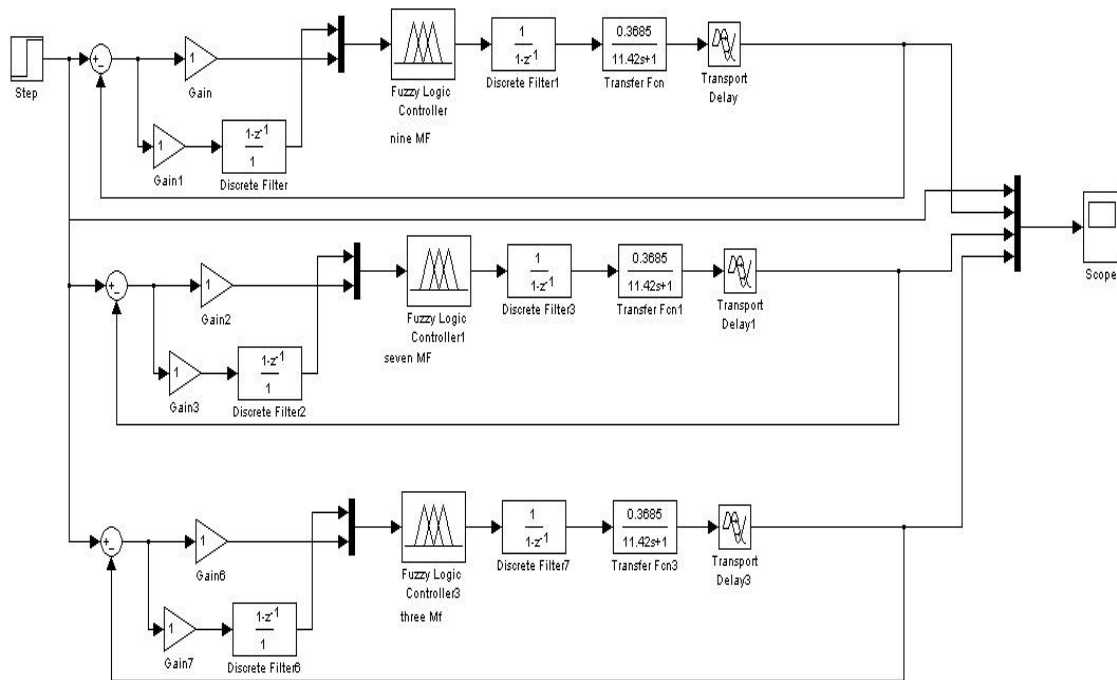 Step
+
-
1
Gain
1
Gain1
1-z-1
1
Discrete Filter
Fuzzy Logic
Controller
nine MF
1
1-z-1
Discrete Filter1
0.3685
11.42s+1
Transfer Fcn
Transport
Delay
Scope
+
-
1
Gain2
1
Gain3
1-z-1
1
Discrete Filter2
Fuzzy Logic
Controller1
seven MF
1
1-z-1
Discrete Filter3
0.3685
11.42s+1
Transfer Fcn1
Transport
Delay1
+
-
1
Gain6
1
Gain7
1-z-1
1
Discrete Filter6
Fuzzy Logic
Controller3
three Mf
1
1-z-1
Discrete Filter7
0.3685
11.42s+1
Transfer Fcn3
Transport
Delay3